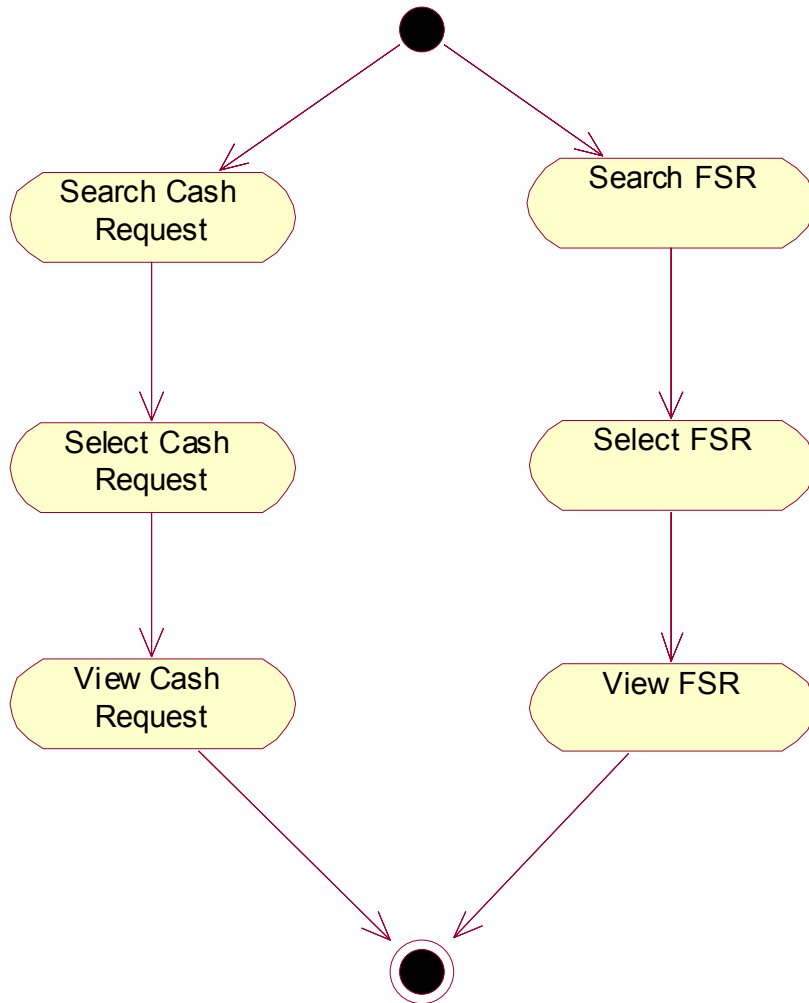 Search Cash
Request
Search FSR
Select Cash
Request
Select FSR
View Cash
Request
View FSR